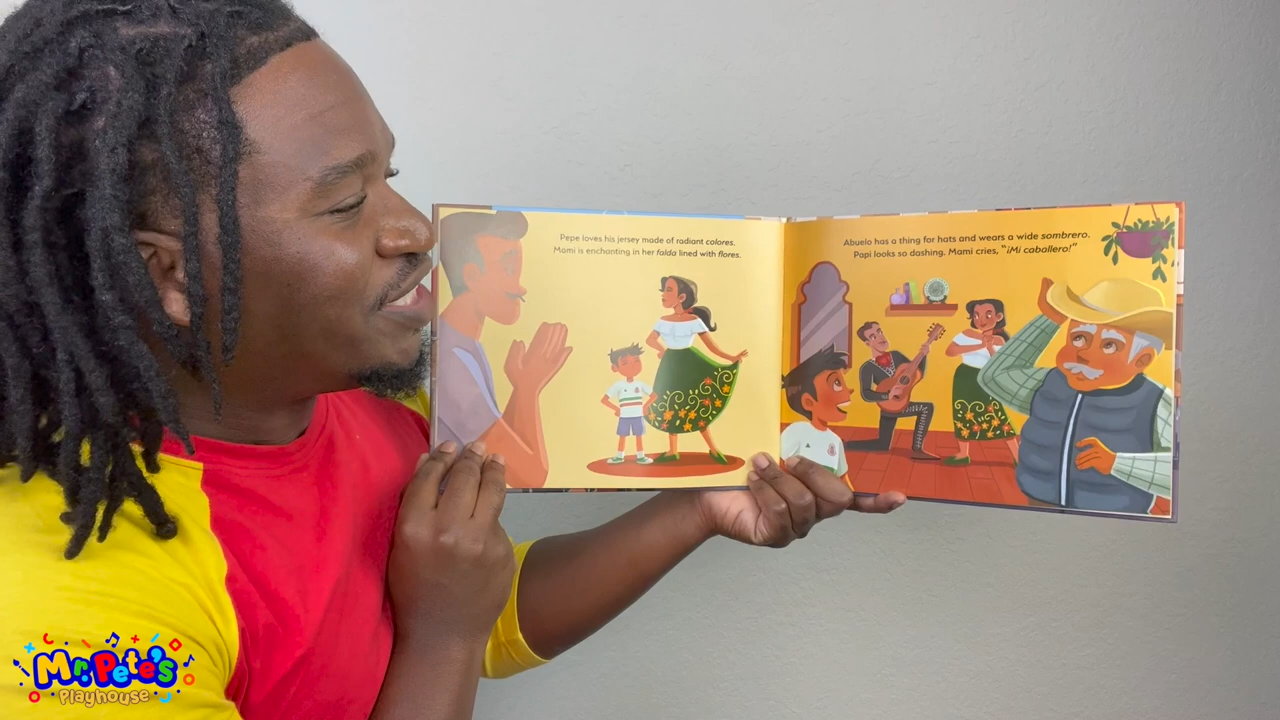 Pepe loves his jersey made of radiant colores.
Mami is enchanting in her falda lined with flores.
Abuelo has a thing for hats and wears a wide sombrero.
Papi looks so dashing. Mami cries, "¡Mi caballero!"
Mr. Pete's
Playhouse